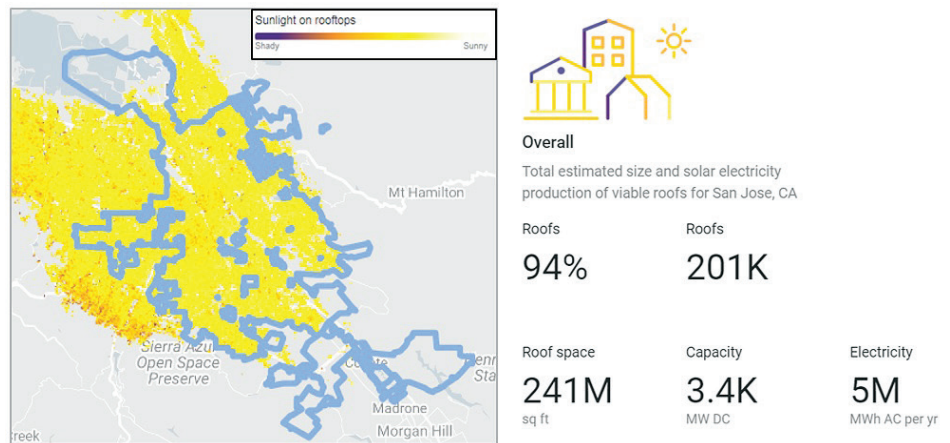 Sunlight on rooftops
Shady
Sunny
Mt Hamilton
Sierra Azul
Open Space
Preserve
Madrone
Morgan Hill
reek
Sta
Overall
Total estimated size and solar electricity
production of viable roofs for San Jose, CA
Roofs
Roofs
94%
201K
Roof space
Capacity
Electricity
241M
3.4K
5M
sq ft
MW DC
MWh AC per yr